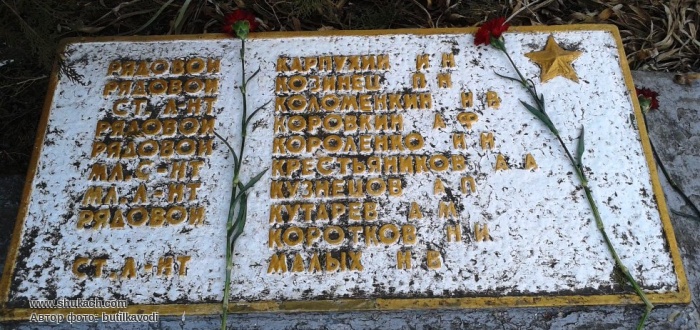 РЯДОВОЙ КАРПУХИН И Н
РЯДОВОЙ КОЗИНЕЦ П Н
СТ. Л-НТ КОЛОМЕНКИН Н В
РЯДОВОЙ КОРОВКИН А Ф
РЯДОВОЙ КОРОЛЕНКО Н Н
МЛ. С-НТ КРЕСТЬЯНИКОВ А А
МЛ. Л-НТ КУЗНЕЦОВ А П
РЯДОВОЙ КУТАРЕВ А М
КОРОТКОВ Н И
СТ. Л-НТ МАЛЫХ Н В
www.shukach.com
Автор фото- butilkavodi